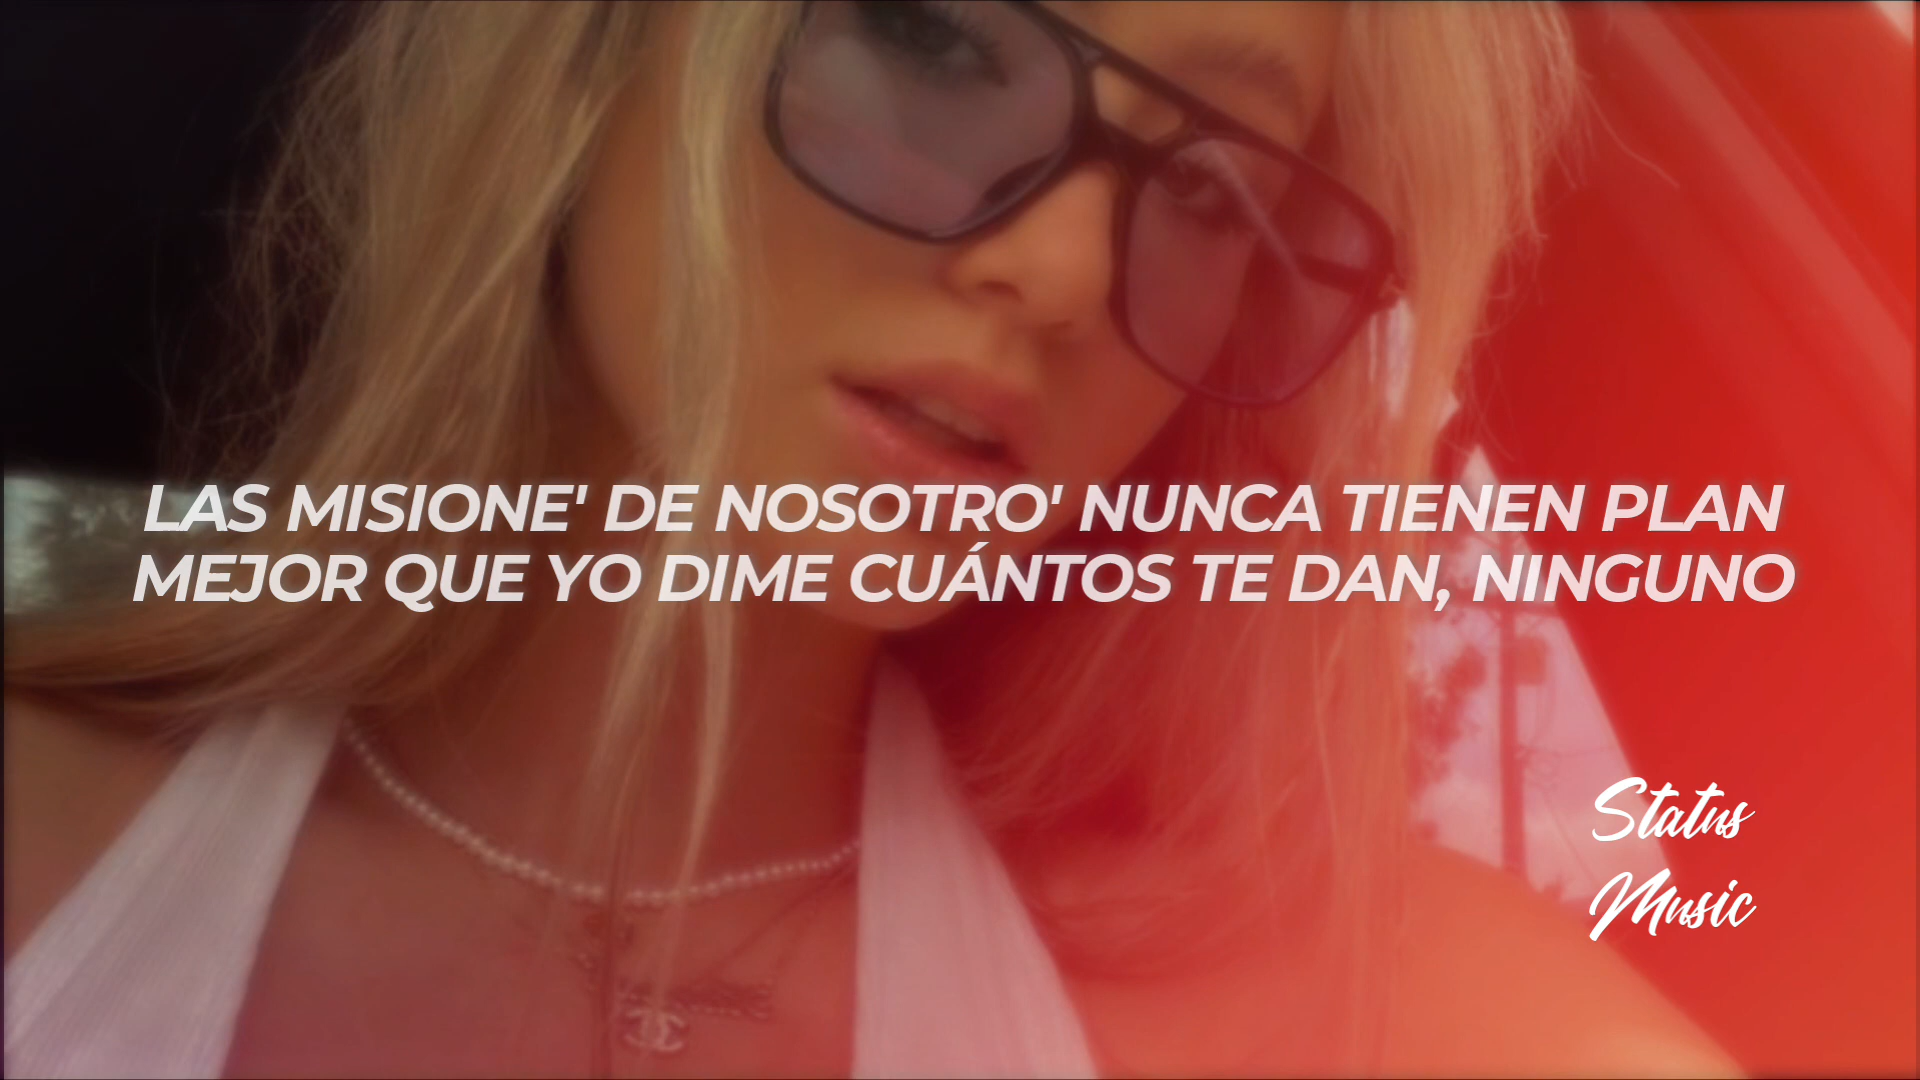 LAS MISIONE' DE NOSOTRO' NUNCA TIENEN PLAN
MEJOR QUE YO DIME CUÁNTOS TE DAN, NINGUNO
Status
Music